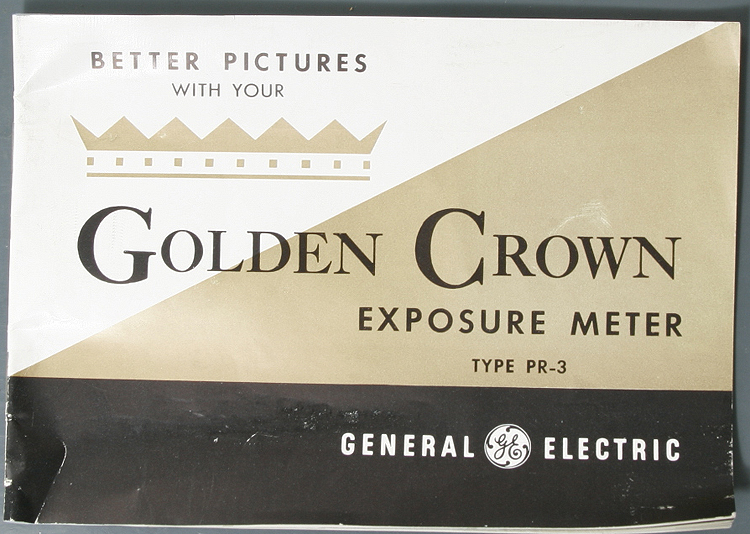 BETTER PICTURES
WITH YOUR
GOLDEN CROWN
EXPOSURE METER
TYPE PR-3
GENERAL GE ELECTRIC